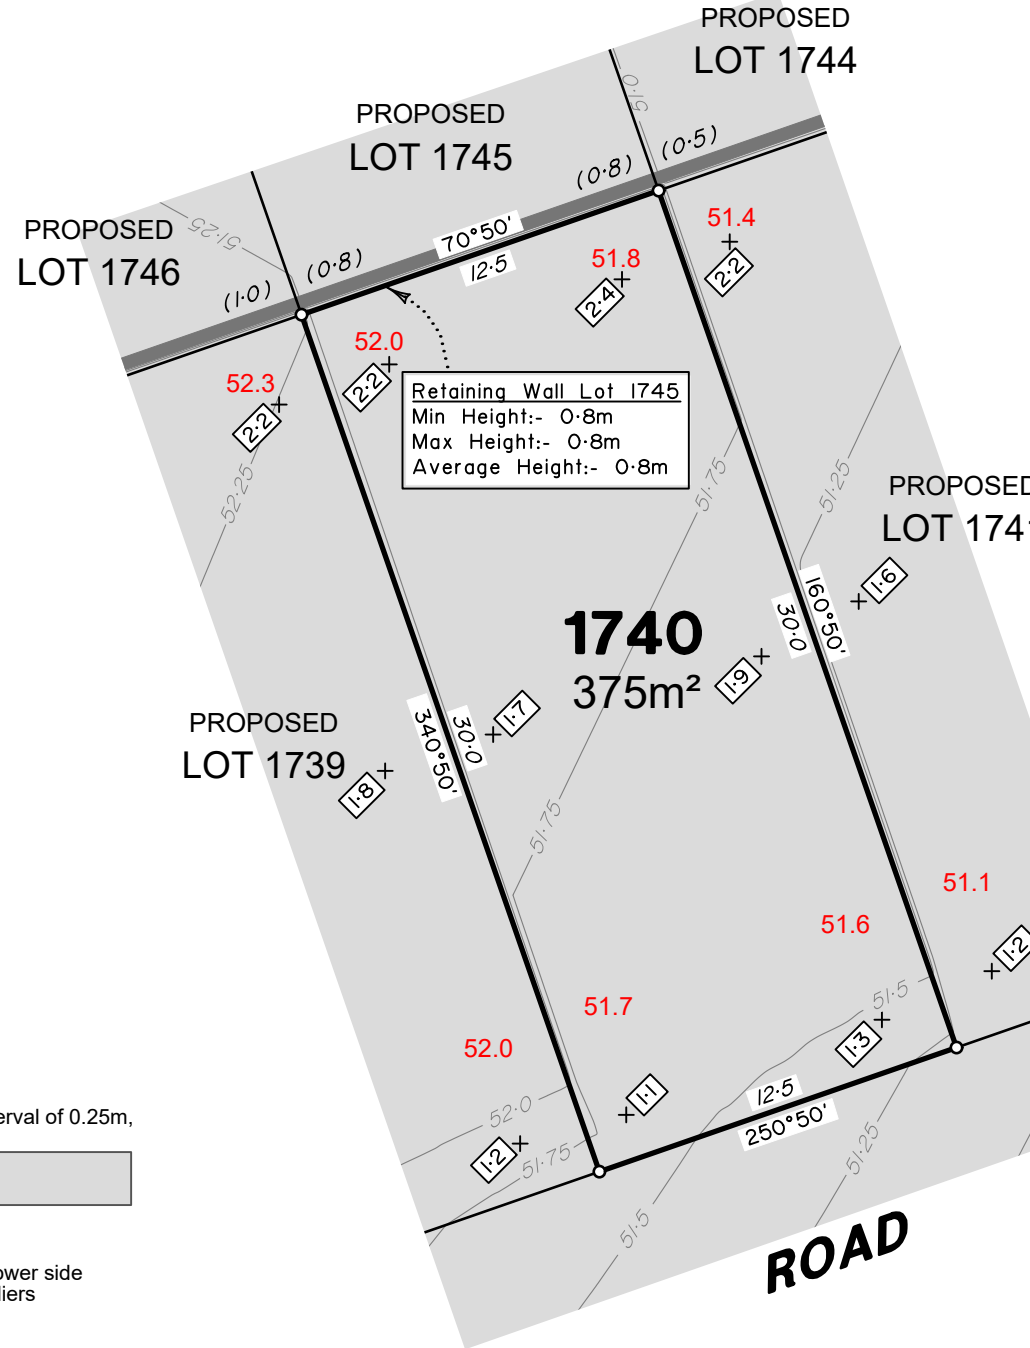 PROPOSED
LOT 1744
51·0
PROPOSED
LOT 1745
(0·8)
(0·5)
PROPOSED
LOT 1746
51·25
(1·0)
(0·8)
70°50'
12·5
51.4
2·2
51.8
2·4
52.0
2·2
52.3
2·2
Retaining Wall Lot 1745
Min Height:- 0·8m
Max Height:- 0·8m
Average Height:- 0·8m
52·25
51·75
51·25
PROPOSED
LOT 1741
1·6
160°50'
30·0
1740
375m²
1·9
1·7
30·0
340°50'
PROPOSED
LOT 1739
1·8
51·75
51.1
51.6
1·2
51.7
52.0
51·5
1·3
1·1
12·5
250°50'
52·0
51·75
1·2
51·25
51·5
ROAD
erval of 0.25m,
ower side
liers